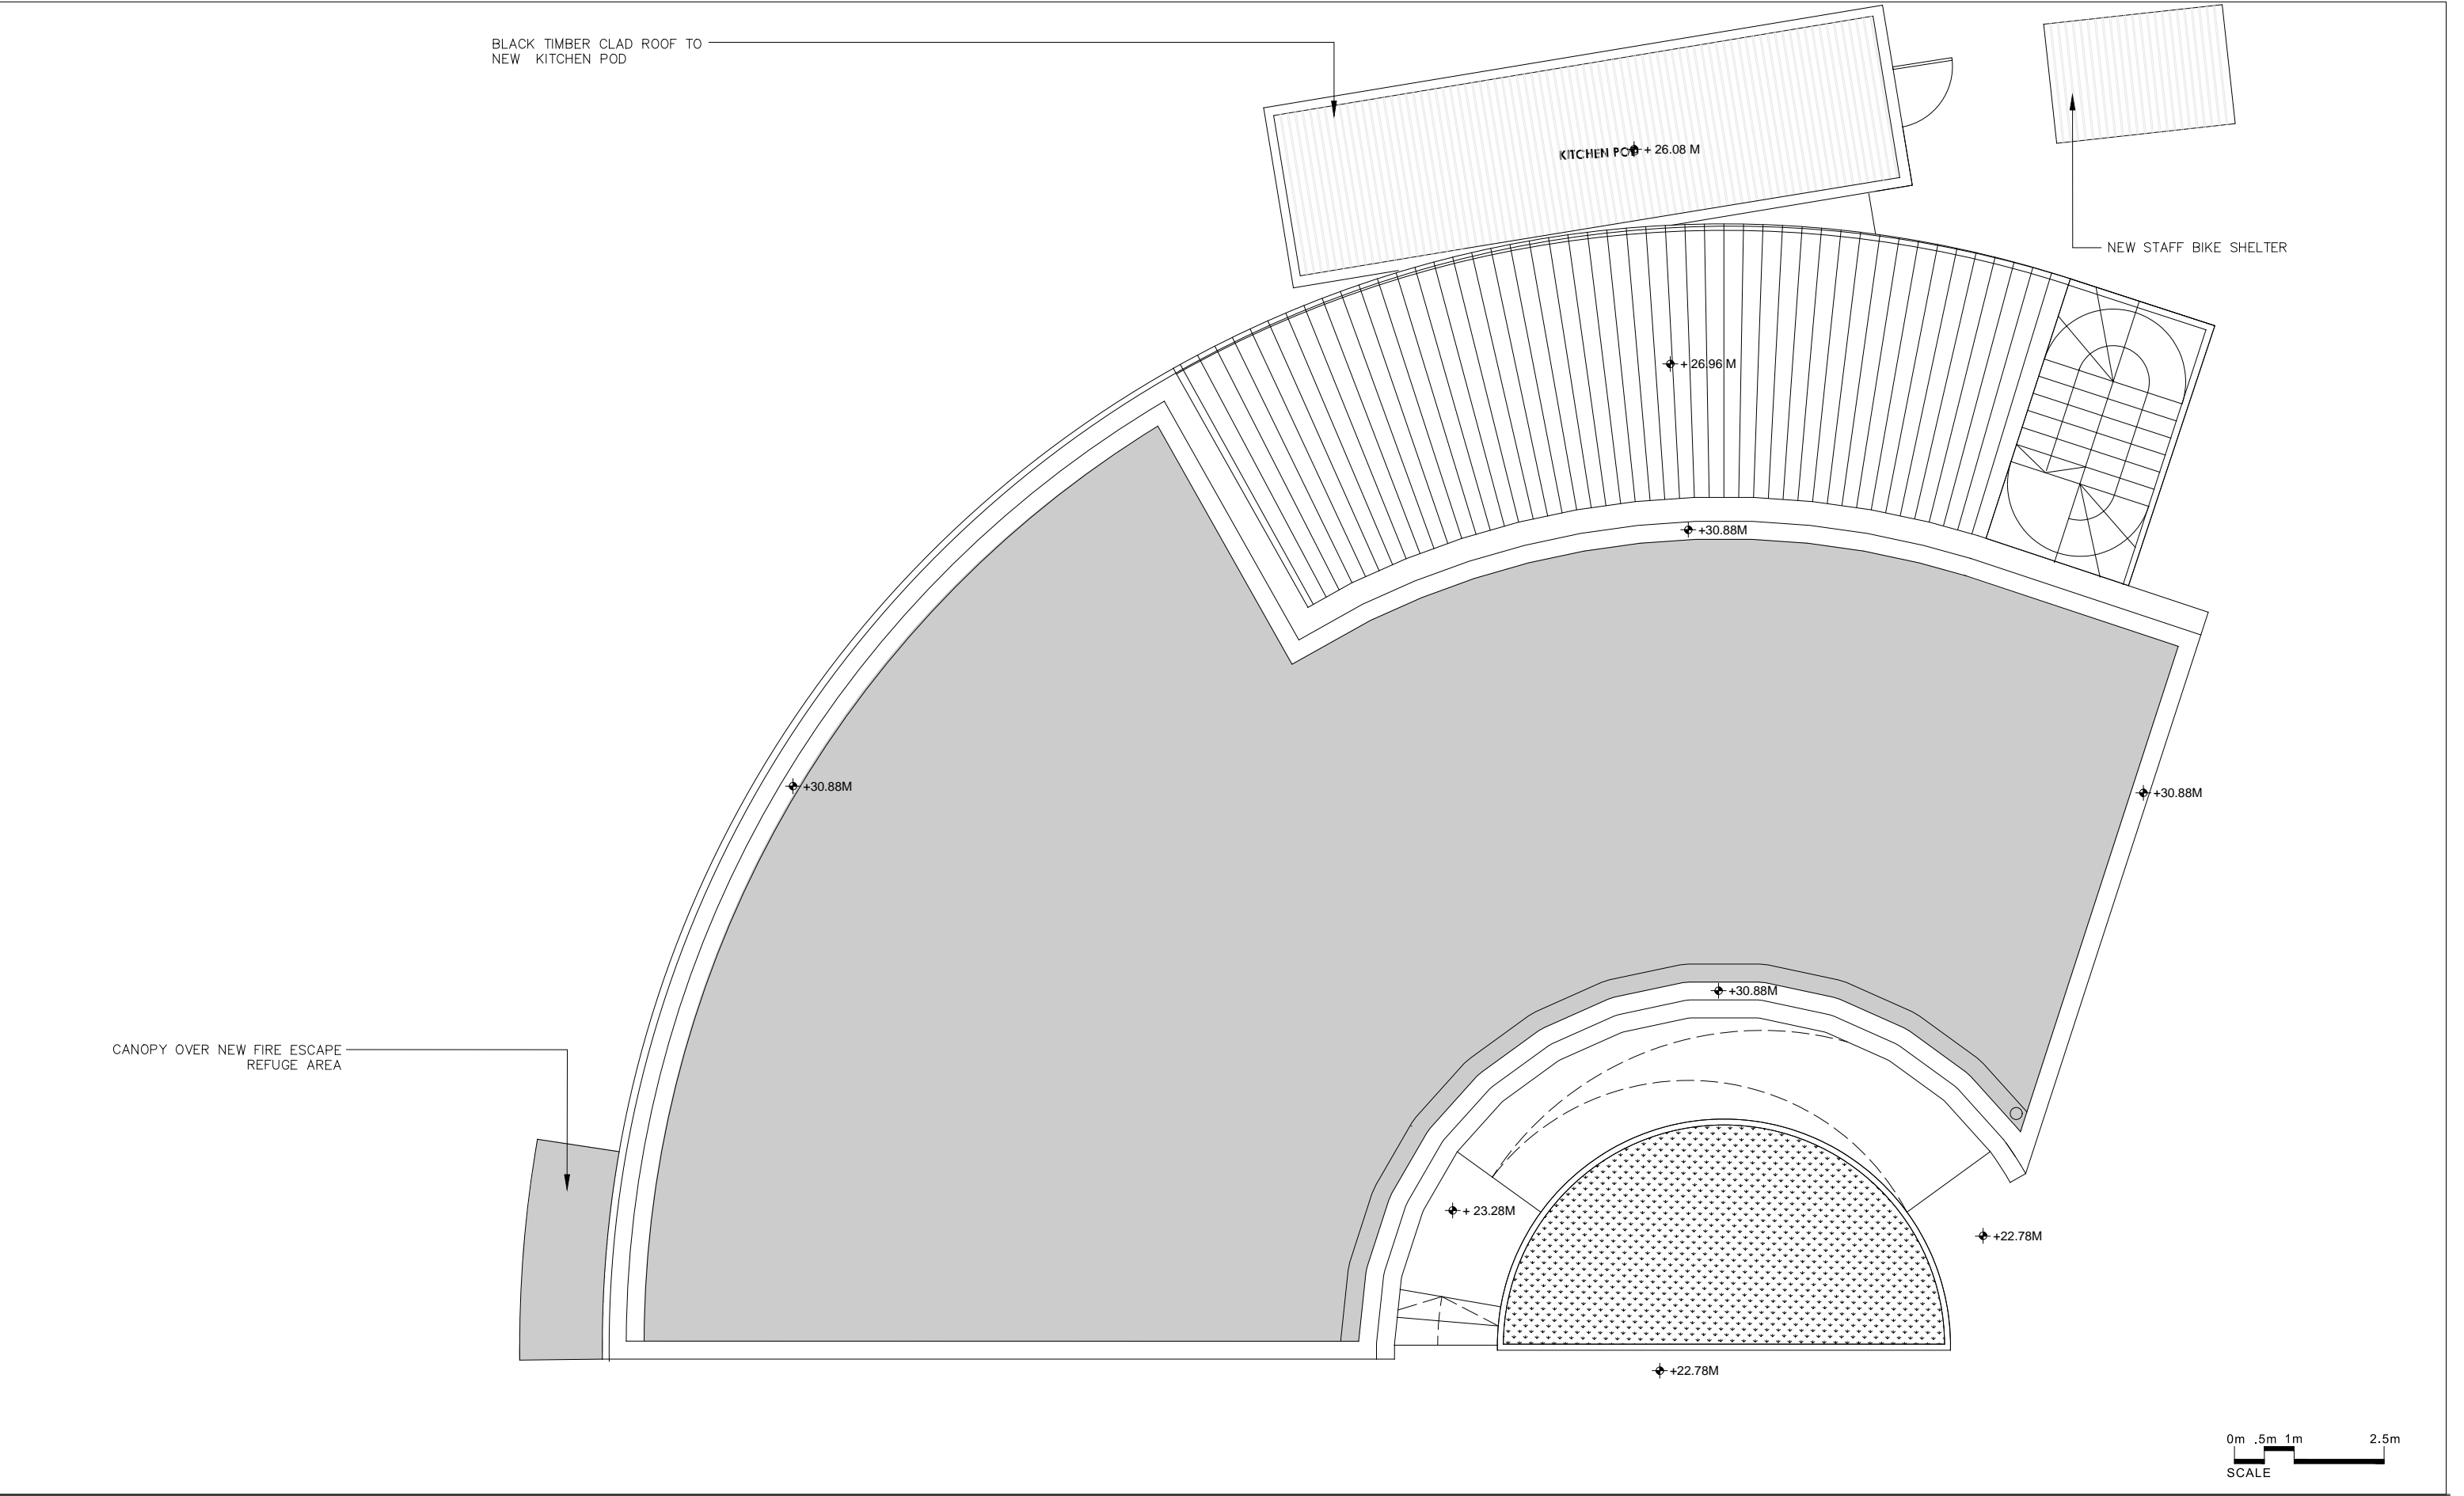 BLACK TIMBER CLAD ROOF TO
NEW KITCHEN POD
KITCHEN POD
+ 26.08 M
NEW STAFF BIKE SHELTER
+ 26.96 M
+30.88M
+30.88M
+30.88M
+30.88M
CANOPY OVER NEW FIRE ESCAPE
REFUGE AREA
+ 23.28M
+22.78M
+22.78M
0m .5m 1m 2.5m
SCALE